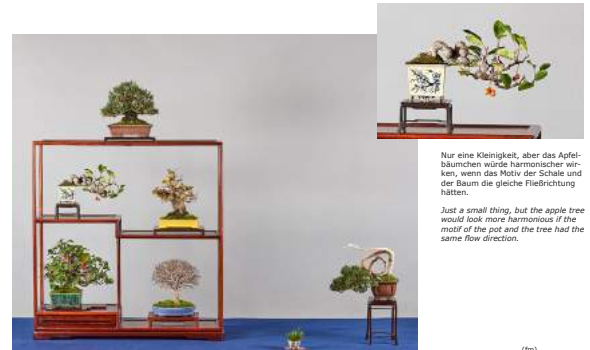 Nur eine Kleinigkeit, aber das Apfel-
bäumchen würde harmonischer wir-
ken, wenn das Motiv der Schale und
der Baum die gleiche Fließrichtung
hätten.
Just a small thing, but the apple tree
would look more harmonious if the
motif of the pot and the tree had the
same flow direction.